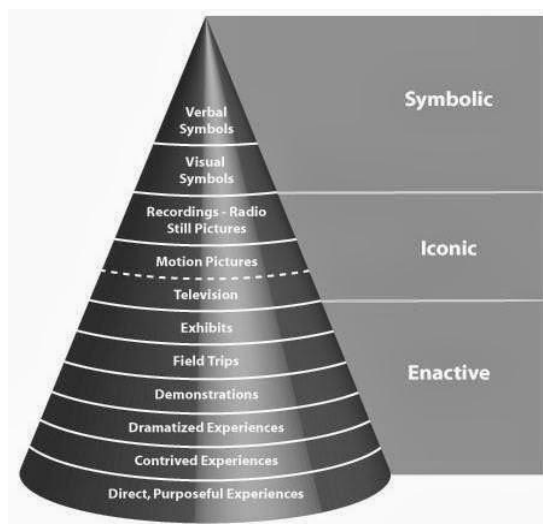 Verbal
Symbols
Visual
Symbols
Recordings - Radio
Still Pictures
Motion Pictures
Television
Exhibits
Field Trips
Demonstrations
Dramatized Experiences
Contrived Experiences
Direct, Purposeful Experiences
Symbolic
Iconic
Enactive